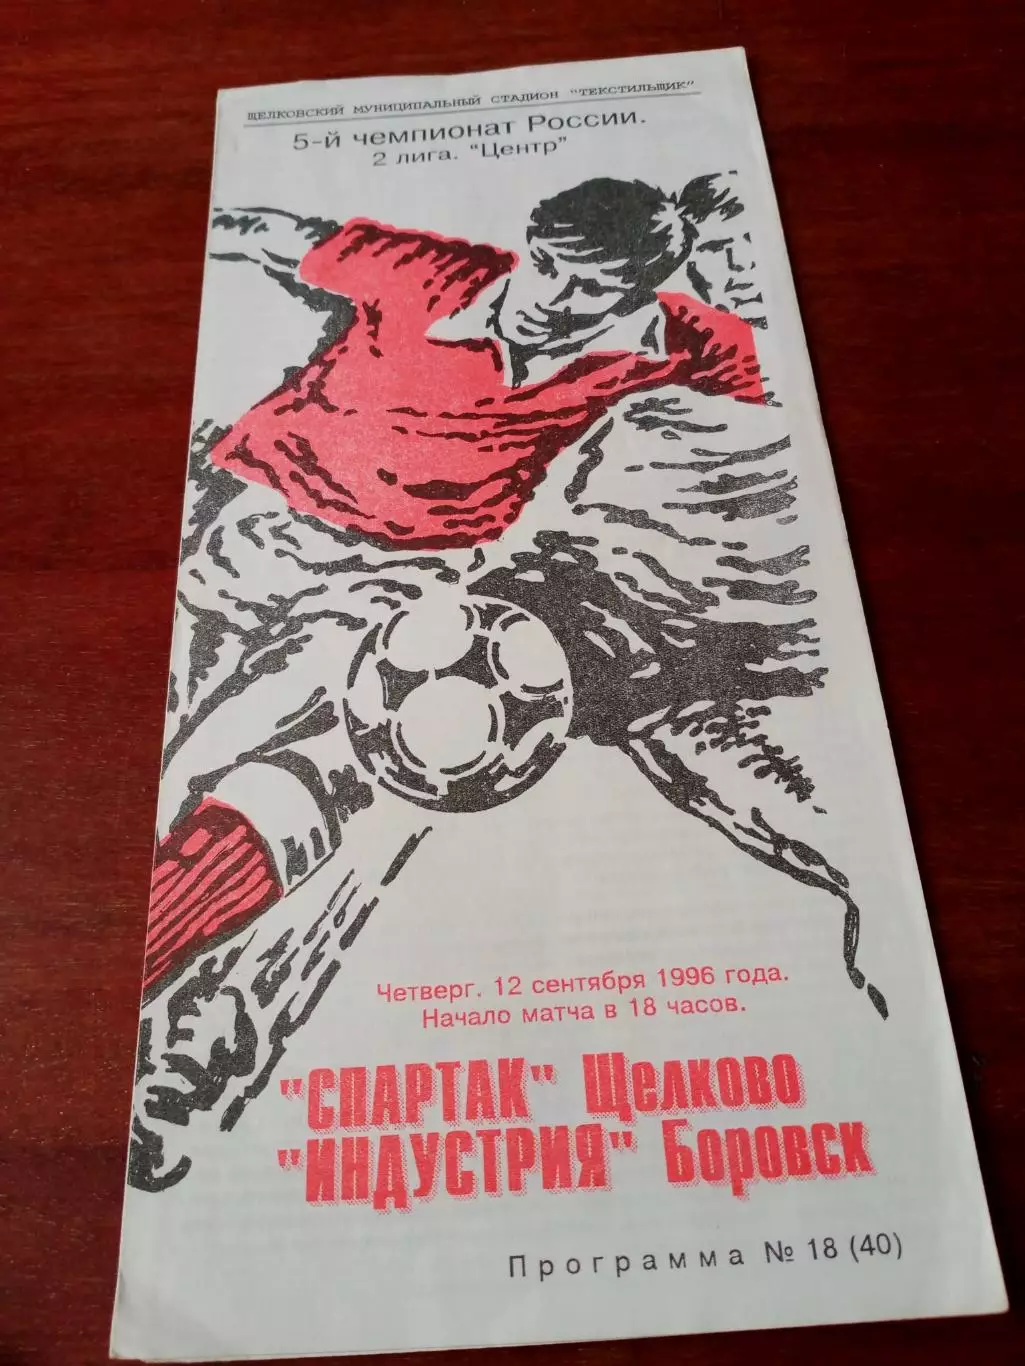 ЩЕЛКОВСКИЙ МУНИЦИПАЛЬНЫЙ СТАДИОН "ТЕКСТИЛЬЩИК"
5-й чемпионат России.
2 лига. "Центр"
Четверг. 12 сентября 1996 года.
Начало матча в 18 часов.
"СПАРТАК" Щелково
"ИНДУСТРИЯ" Боровск
Программа № 18 (40)